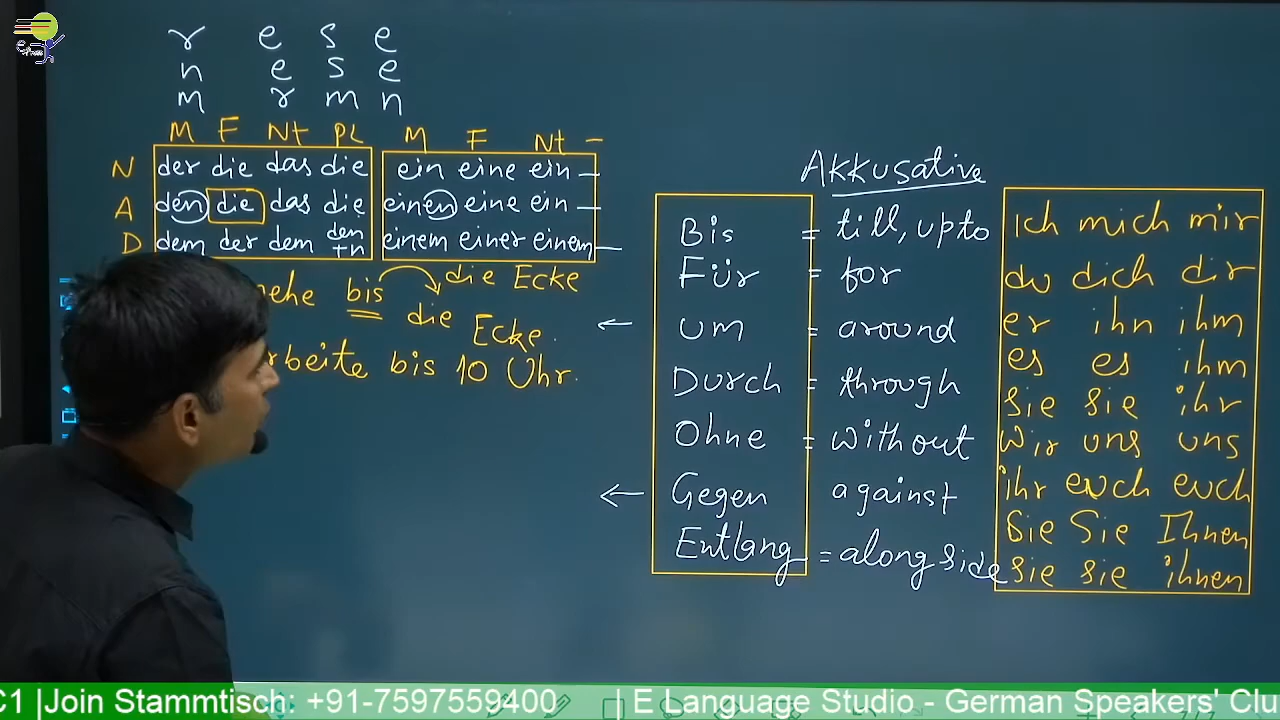 r e s e
n e s e
m r m n
M F Nt PL M F Nt –
N der die das die ein eine ein –
A den die das die einen eine ein –
D dem der dem den +n einem einer einem –
gehe bis die Ecke
die Ecke.
arbeite bis 10 Uhr.
Akkusative
Bis = till, upto
Für = for
um = around
Durch = through
Ohne = without
Gegen against
Entlang = along side
Ich mich mir
du dich dir
er ihn ihm
es es ihm
sie sie ihr
Wir uns uns
ihr euch euch
Sie Sie Ihnen
sie sie ihnen
C1 |Join Stammtisch: +91-7597559400 | E Language Studio - German Speakers' Clu